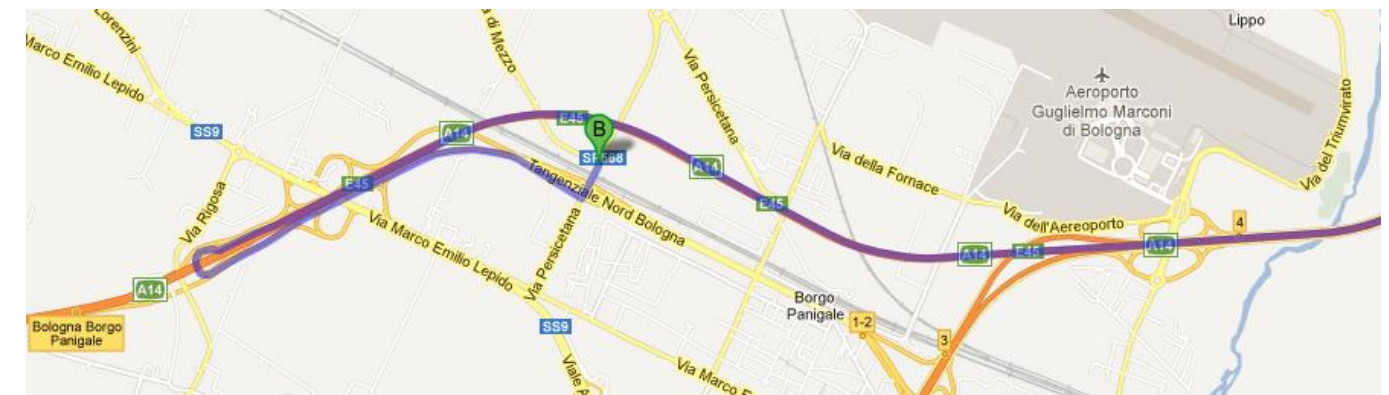 Lorenzini
Marco Emilio Lepido
SS9
Via Rigosa
A14
Bologna Borgo
Panigale
E45
A14
a di Mezzo
E45
B
SP568
Via Persicetana
A14
E45
Tangenziale Nord Bologna
Via Marco Emilio Lepido
Via Persicetana
SS9
Viale A
Via Marco E
Borgo
Panigale
1-2
3
Via della Fornace
Lippo
Aeroporto
Guglielmo Marconi
di Bologna
Via del Triumvirato
Via dell'Aereoporto
4
A14
E45
A14